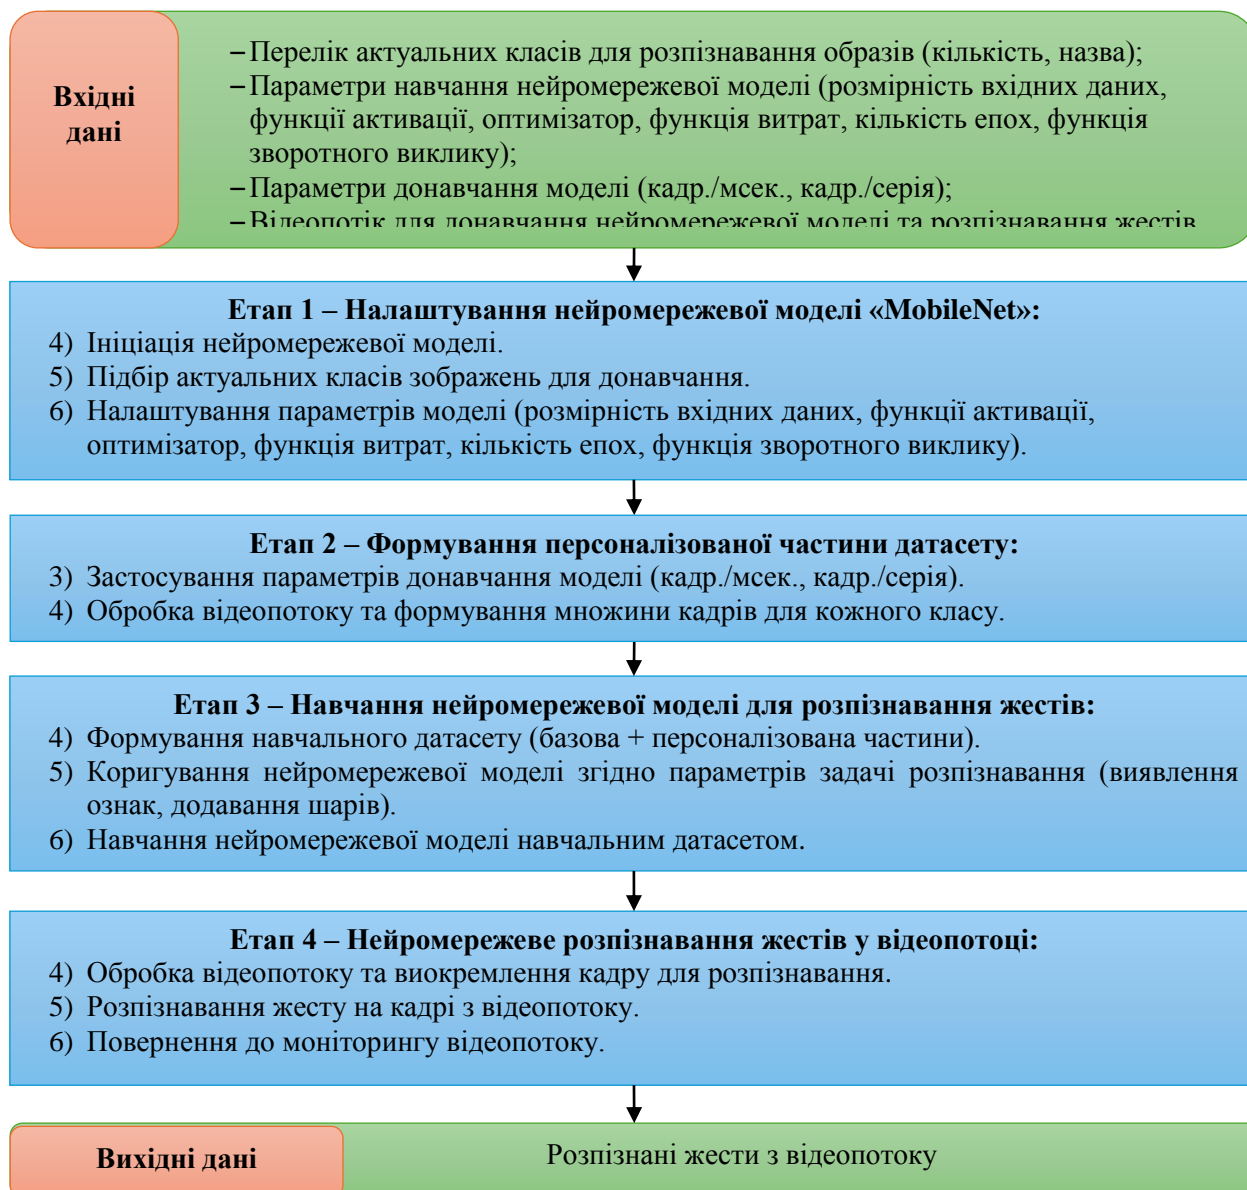 Вхідні
дані
– Перелік актуальних класів для розпізнавання образів (кількість, назва);
– Параметри навчання нейромережевої моделі (розмірність вхідних даних,
функції активації, оптимізатор, функція витрат, кількість епох, функція
зворотного виклику);
– Параметри донавчання моделі (кадр./мсек., кадр./серія);
– Відеопотік для донавчання нейромережевої моделі та розпізнавання жестів
Етап 1 – Налаштування нейромережевої моделі «MobileNet»:
4) Ініціація нейромережевої моделі.
5) Підбір актуальних класів зображень для донавчання.
6) Налаштування параметрів моделі (розмірність вхідних даних, функції активації,
оптимізатор, функція витрат, кількість епох, функція зворотного виклику).
Етап 2 – Формування персоналізованої частини датасету:
3) Застосування параметрів донавчання моделі (кадр./мсек., кадр./серія).
4) Обробка відеопотоку та формування множини кадрів для кожного класу.
Етап 3 – Навчання нейромережевої моделі для розпізнавання жестів:
4) Формування навчального датасету (базова + персоналізована частини).
5) Коригування нейромережевої моделі згідно параметрів задачі розпізнавання (виявлення
ознак, додавання шарів).
6) Навчання нейромережевої моделі навчальним датасетом.
Етап 4 – Нейромережеве розпізнавання жестів у відеопотоці:
4) Обробка відеопотоку та виокремлення кадру для розпізнавання.
5) Розпізнавання жесту на кадрі з відеопотоку.
6) Повернення до моніторингу відеопотоку.
Вихідні дані
Розпізнані жести з відеопотоку